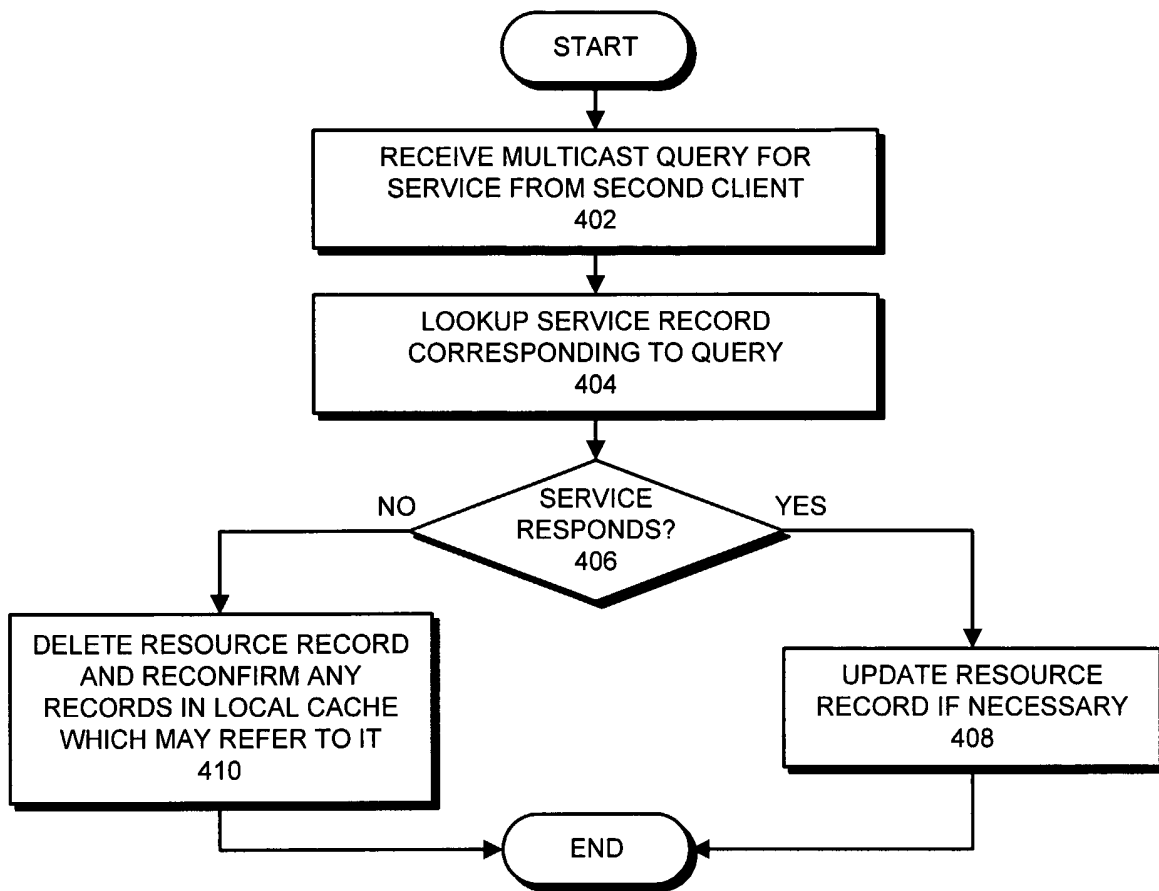 START
RECEIVE MULTICAST QUERY FOR
SERVICE FROM SECOND CLIENT
402
LOOKUP SERVICE RECORD
CORRESPONDING TO QUERY
404
NO
SERVICE
RESPONDS?
406
YES
DELETE RESOURCE RECORD
AND RECONFIRM ANY
RECORDS IN LOCAL CACHE
WHICH MAY REFER TO IT
410
UPDATE RESOURCE
RECORD IF NECESSARY
408
END